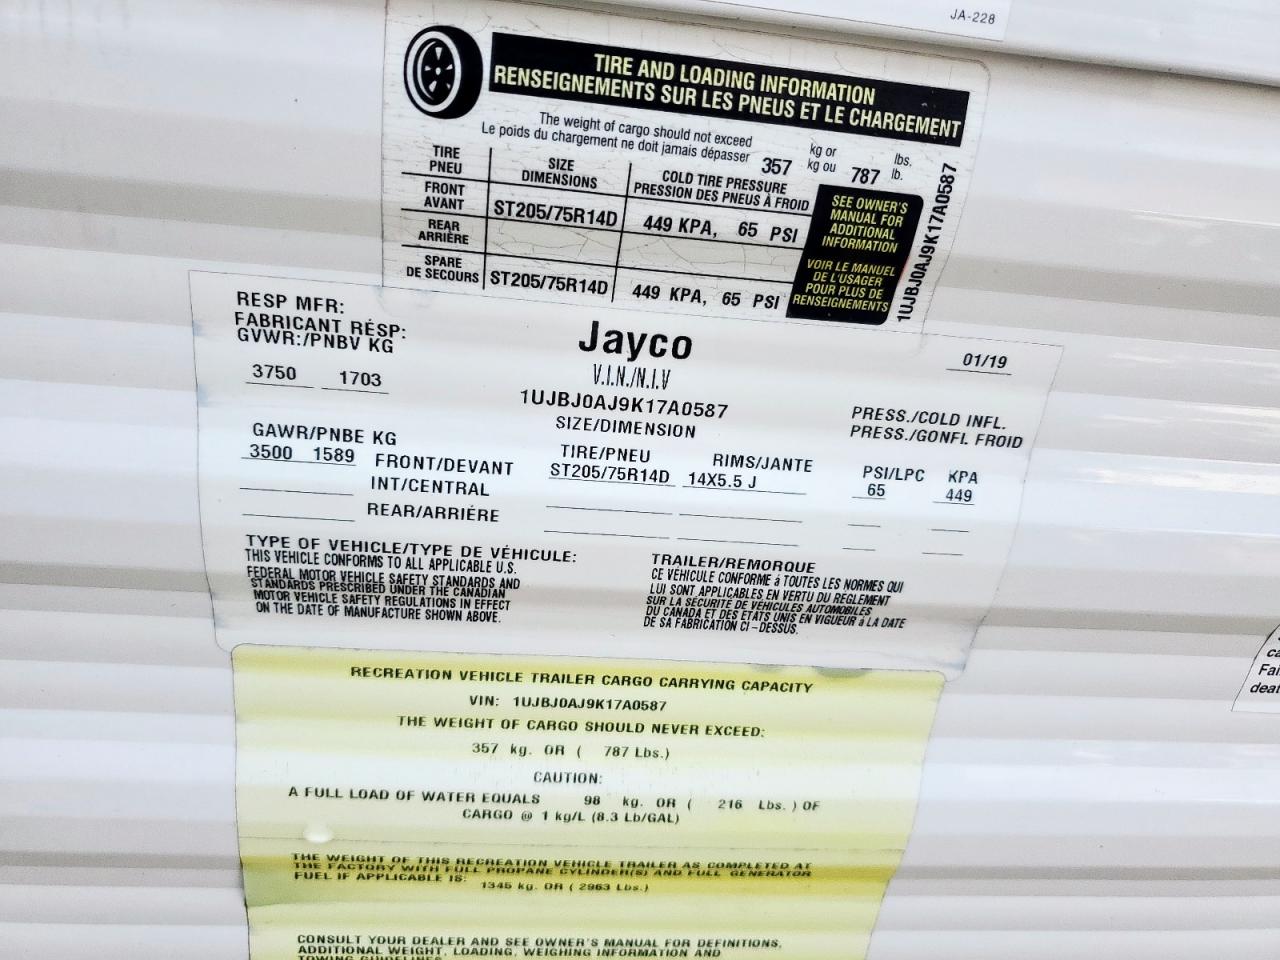 JA-228
TIRE AND LOADING INFORMATION
RENSEIGNEMENTS SUR LES PNEUS ET LE CHARGEMENT
The weight of cargo should not exceed
Le poids du chargement ne doit jamais dépasser 357 kg or kg ou 787 lbs. lb.
TIRE PNEU SIZE DIMENSIONS COLD TIRE PRESSURE PRESSION DES PNEUS À FROID
FRONT AVANT ST205/75R14D 449 KPA, 65 PSI
REAR ARRIÈRE
SPARE DE SECOURS ST205/75R14D 449 KPA, 65 PSI
SEE OWNER'S
MANUAL FOR
ADDITIONAL
INFORMATION
VOIR LE MANUEL
DE L'USAGER
POUR PLUS DE
RENSEIGNEMENTS
1UJBJ0AJ9K17A0587
RESP MFR:
FABRICANT RÉSP:
GVWR:/PNBV KG
Jayco
01/19
3750 1703
V.I.N./N.I.V
1UJBJ0AJ9K17A0587
SIZE/DIMENSION
PRESS./COLD INFL.
PRESS./GONFL FROID
GAWR/PNBE KG
TIRE/PNEU RIMS/JANTE PSI/LPC KPA
3500 1589 FRONT/DEVANT ST205/75R14D 14X5.5 J 65 449
INT/CENTRAL
REAR/ARRIÉRE
TYPE OF VEHICLE/TYPE DE VÉHICULE: TRAILER/REMORQUE
THIS VEHICLE CONFORMS TO ALL APPLICABLE U.S.
FEDERAL MOTOR VEHICLE SAFETY STANDARDS AND
STANDARDS PRESCRIBED UNDER THE CANADIAN
MOTOR VEHICLE SAFETY REGULATIONS IN EFFECT
ON THE DATE OF MANUFACTURE SHOWN ABOVE.
CE VÉHICULE CONFORME à TOUTES LES NORMES QUI
LUI SONT APPLICABLES EN VERTU DU REGLEMENT
SUR LA SÉCURITE DE VEHICULES AUTOMOBILES
DU CANADA ET DES ÉTATS UNIS EN VIGUEUR à LA DATE
DE SA FABRICATION CI-DESSUS.
RECREATION VEHICLE TRAILER CARGO CARRYING CAPACITY
VIN: 1UJBJ0AJ9K17A0587
THE WEIGHT OF CARGO SHOULD NEVER EXCEED:
357 kg. OR ( 787 Lbs.)
CAUTION:
A FULL LOAD OF WATER EQUALS 98 kg. OR ( 216 Lbs. ) OF
CARGO @ 1 kg/L (8.3 Lb/GAL)
THE WEIGHT OF THIS RECREATION VEHICLE TRAILER AS COMPLETED AT
THE FACTORY WITH FULL PROPANE CYLINDER(S) AND FULL GENERATOR
FUEL IF APPLICABLE IS: 1345 kg. OR ( 2963 Lbs.)
CONSULT YOUR DEALER AND SEE OWNER'S MANUAL FOR DEFINITIONS,
ADDITIONAL WEIGHT, LOADING, WEIGHING INFORMATION AND
TOWING GUIDELINES